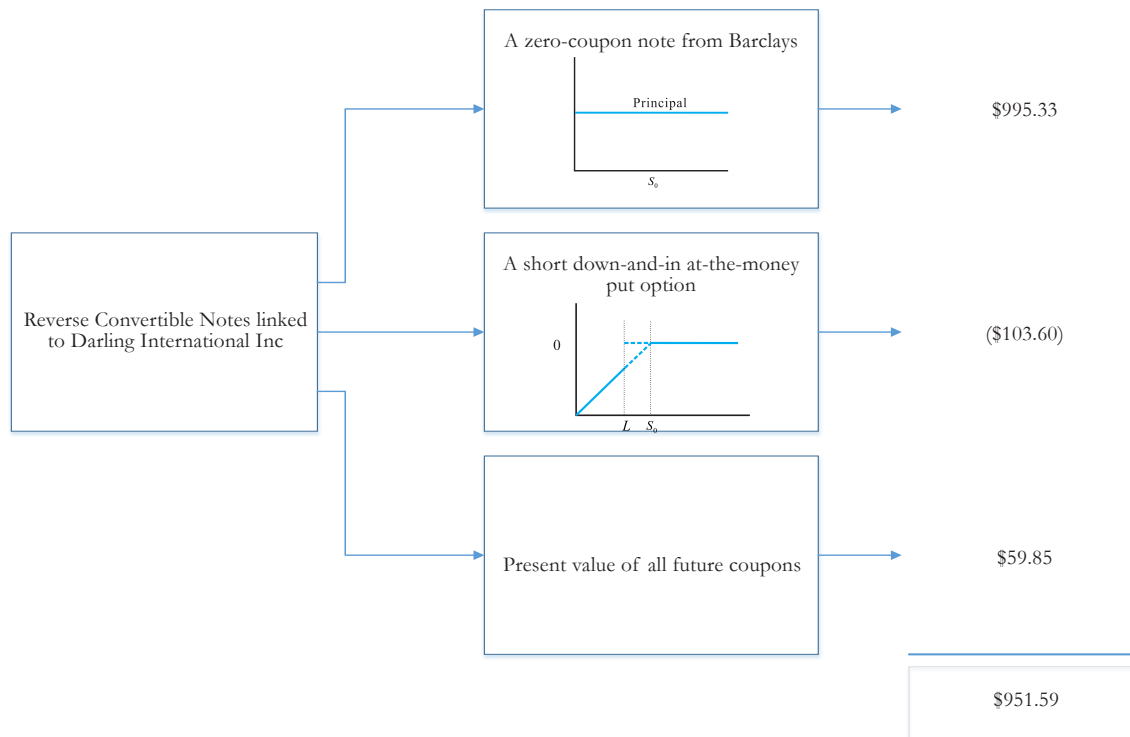 A zero-coupon note from Barclays
Principal
S₀
$995.33
Reverse Convertible Notes linked
to Darling International Inc
A short down-and-in at-the-money
put option
0
L S₀
($103.60)
Present value of all future coupons
$59.85
$951.59